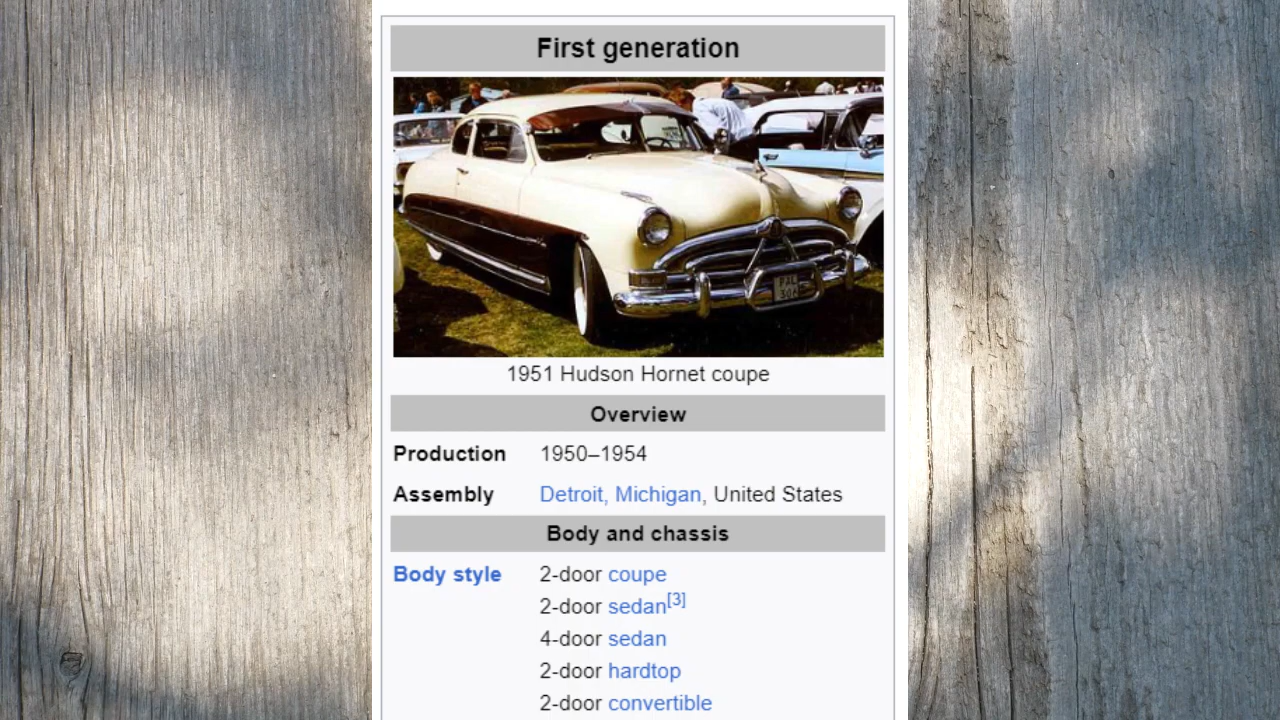 First generation
1951 Hudson Hornet coupe
Overview
Production 1950–1954
Assembly Detroit, Michigan, United States
Body and chassis
Body style 2-door coupe
2-door sedan[3]
4-door sedan
2-door hardtop
2-door convertible